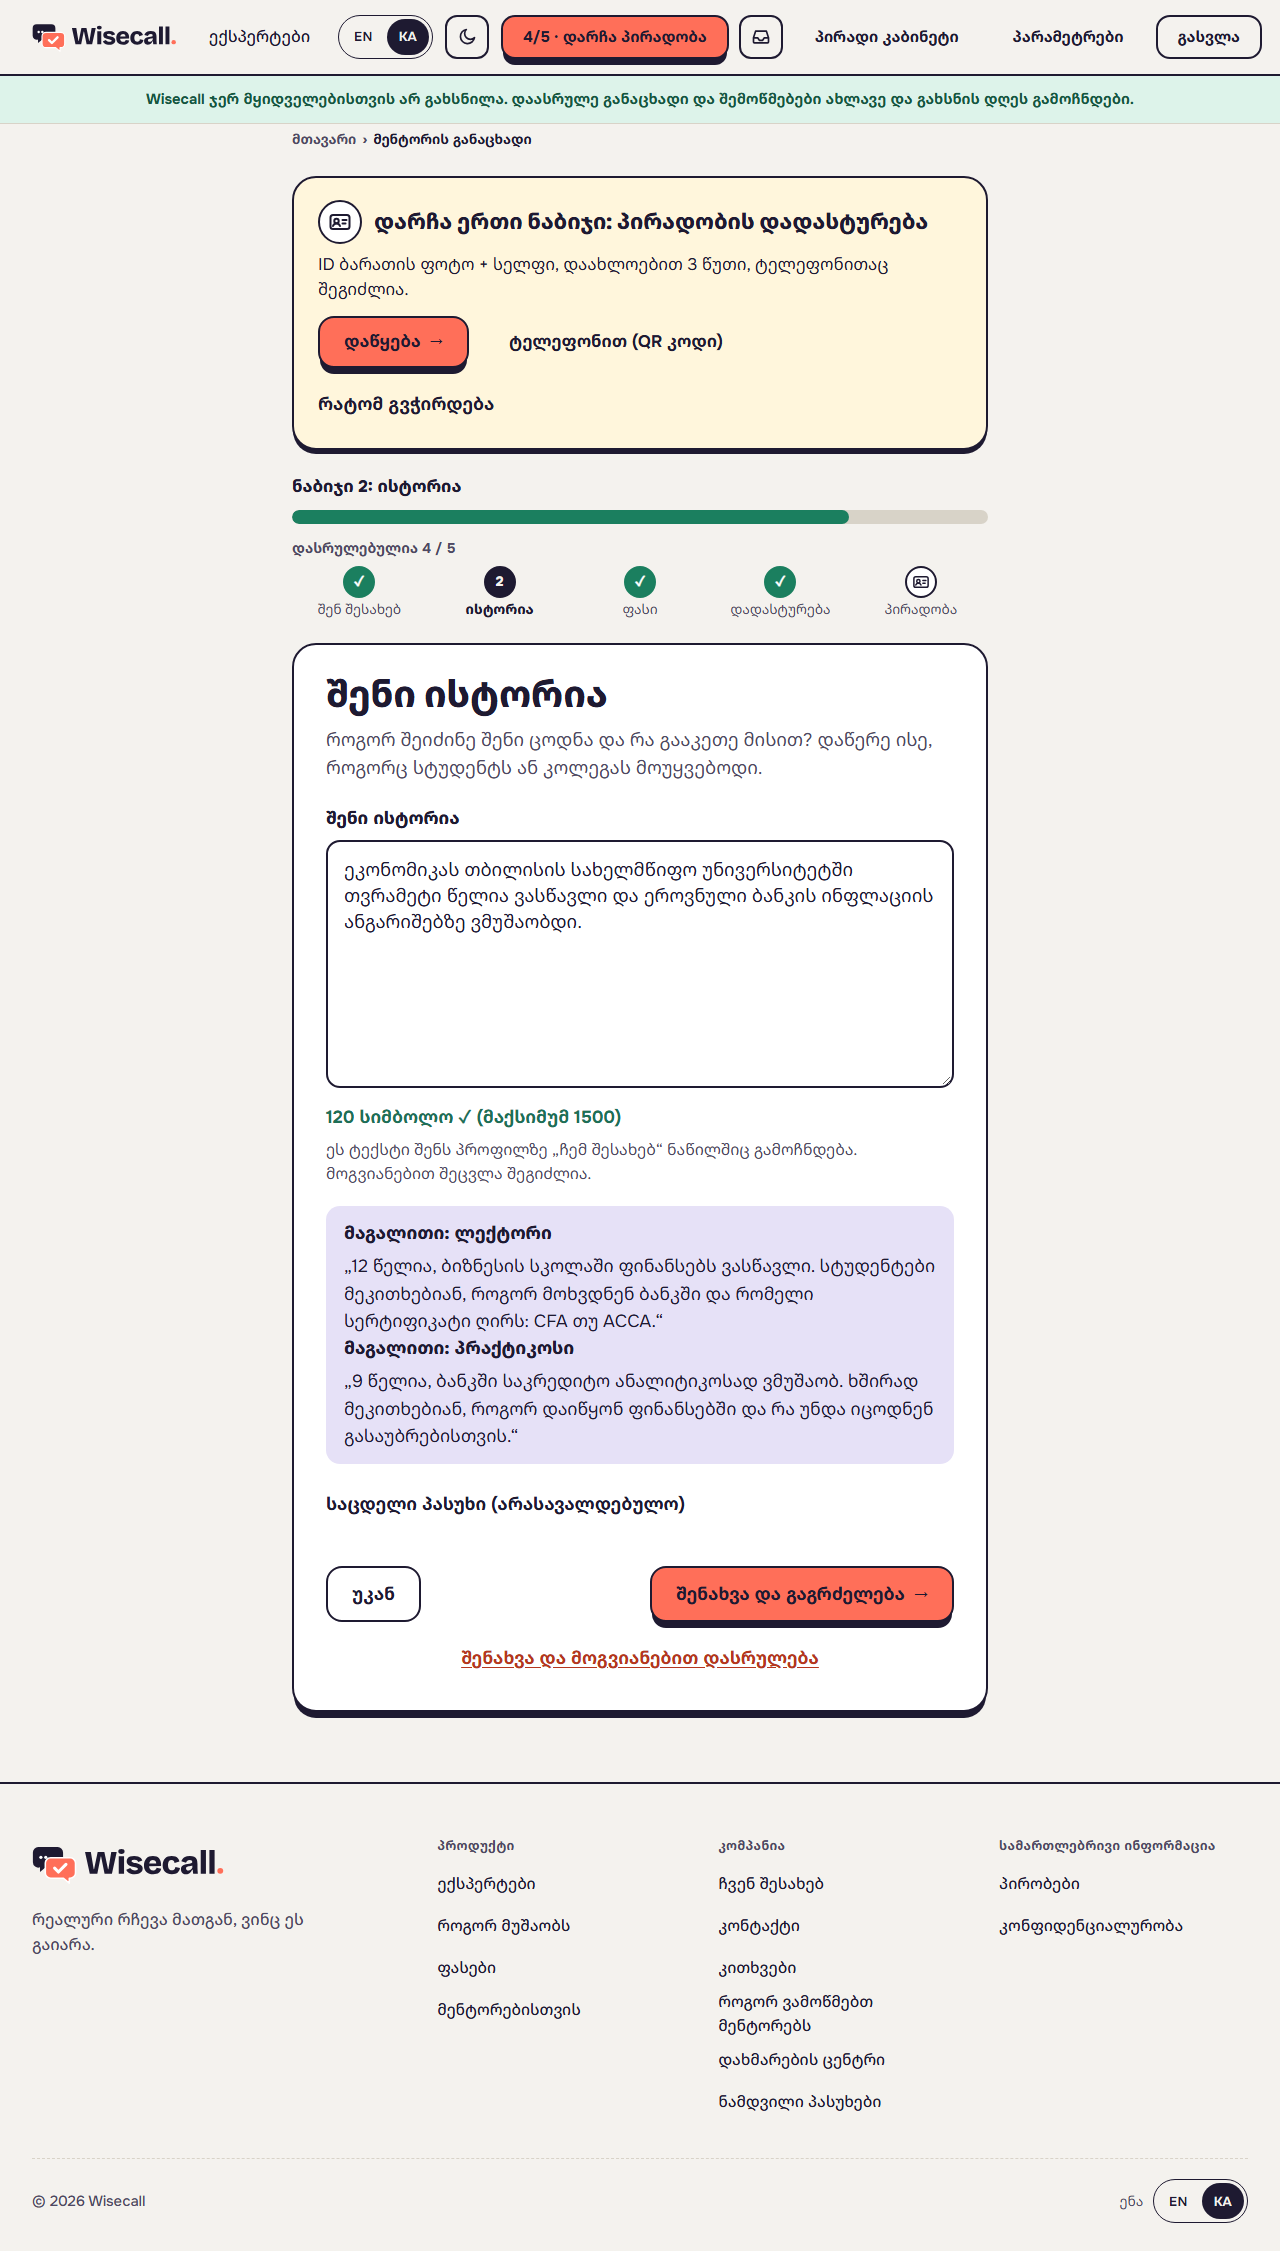 Wisecall.
ექსპერტები
EN KA
4/5 · დარჩა პირადობა
პირადი კაბინეტი
პარამეტრები
გასვლა
Wisecall ჯერ მყიდველებისთვის არ გახსნილა. დაასრულე განაცხადი და შემოწმებები ახლავე და გახსნის დღეს გამოჩნდები.
მთავარი › მენტორის განაცხადი
დარჩა ერთი ნაბიჯი: პირადობის დადასტურება
ID ბარათის ფოტო + სელფი, დაახლოებით 3 წუთი, ტელეფონითაც
შეგიძლია.
დაწყება →
ტელეფონით (QR კოდი)
რატომ გვჭირდება
ნაბიჯი 2: ისტორია
დასრულებულია 4 / 5
✓ 2 ✓ ✓
შენ შესახებ ისტორია ფასი დადასტურება პირადობა
შენი ისტორია
როგორ შეიძინე შენი ცოდნა და რა გააკეთე მისით? დაწერე ისე,
როგორც სტუდენტს ან კოლეგას მოუყვებოდი.
შენი ისტორია
ეკონომიკას თბილისის სახელმწიფო უნივერსიტეტში
თვრამეტი წელია ვასწავლი და ეროვნული ბანკის ინფლაციის
ანგარიშებზე ვმუშაობდი.
120 სიმბოლო ✓ (მაქსიმუმ 1500)
ეს ტექსტი შენს პროფილზე „ჩემ შესახებ“ ნაწილშიც გამოჩნდება.
მოგვიანებით შეცვლა შეგიძლია.
მაგალითი: ლექტორი
„12 წელია, ბიზნესის სკოლაში ფინანსებს ვასწავლი. სტუდენტები
მეკითხებიან, როგორ მოხვდნენ ბანკში და რომელი
სერტიფიკატი ღირს: CFA თუ ACCA.“
მაგალითი: პრაქტიკოსი
„9 წელია, ბანკში საკრედიტო ანალიტიკოსად ვმუშაობ. ხშირად
მეკითხებიან, როგორ დაიწყონ ფინანსებში და რა უნდა იცოდნენ
გასაუბრებისთვის.“
საცდელი პასუხი (არასავალდებულო)
უკან
შენახვა და გაგრძელება →
შენახვა და მოგვიანებით დასრულება
Wisecall.
რეალური რჩევა მათგან, ვინც ეს
გაიარა.
პროდუქტი
ექსპერტები
როგორ მუშაობს
ფასები
მენტორებისთვის
კომპანია
ჩვენ შესახებ
კონტაქტი
კითხვები
როგორ ვამოწმებთ
მენტორებს
დახმარების ცენტრი
ნამდვილი პასუხები
სამართლებრივი ინფორმაცია
პირობები
კონფიდენციალურობა
© 2026 Wisecall
ენა EN KA